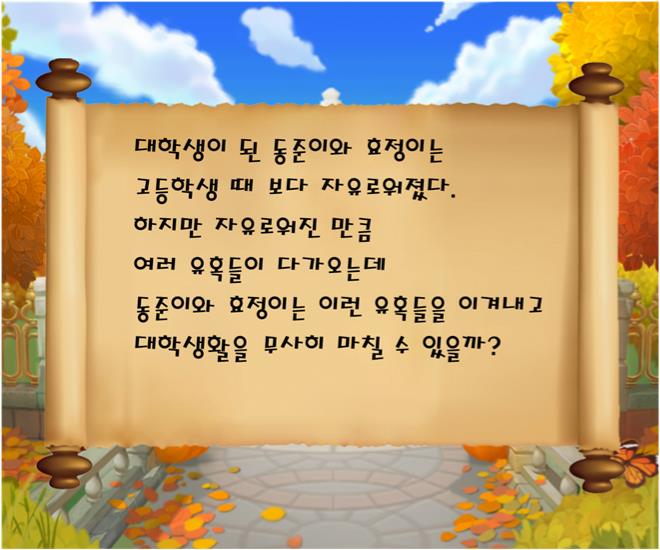 대학생이 된 동준이와 효정이는
고등학생 때 보다 자유로워졌다.
하지만 자유로워진 만큼
여러 유혹들이 다가오는데
동준이와 효정이는 이런 유혹들을 이겨내고
대학생활을 무사히 마칠 수 있을까?